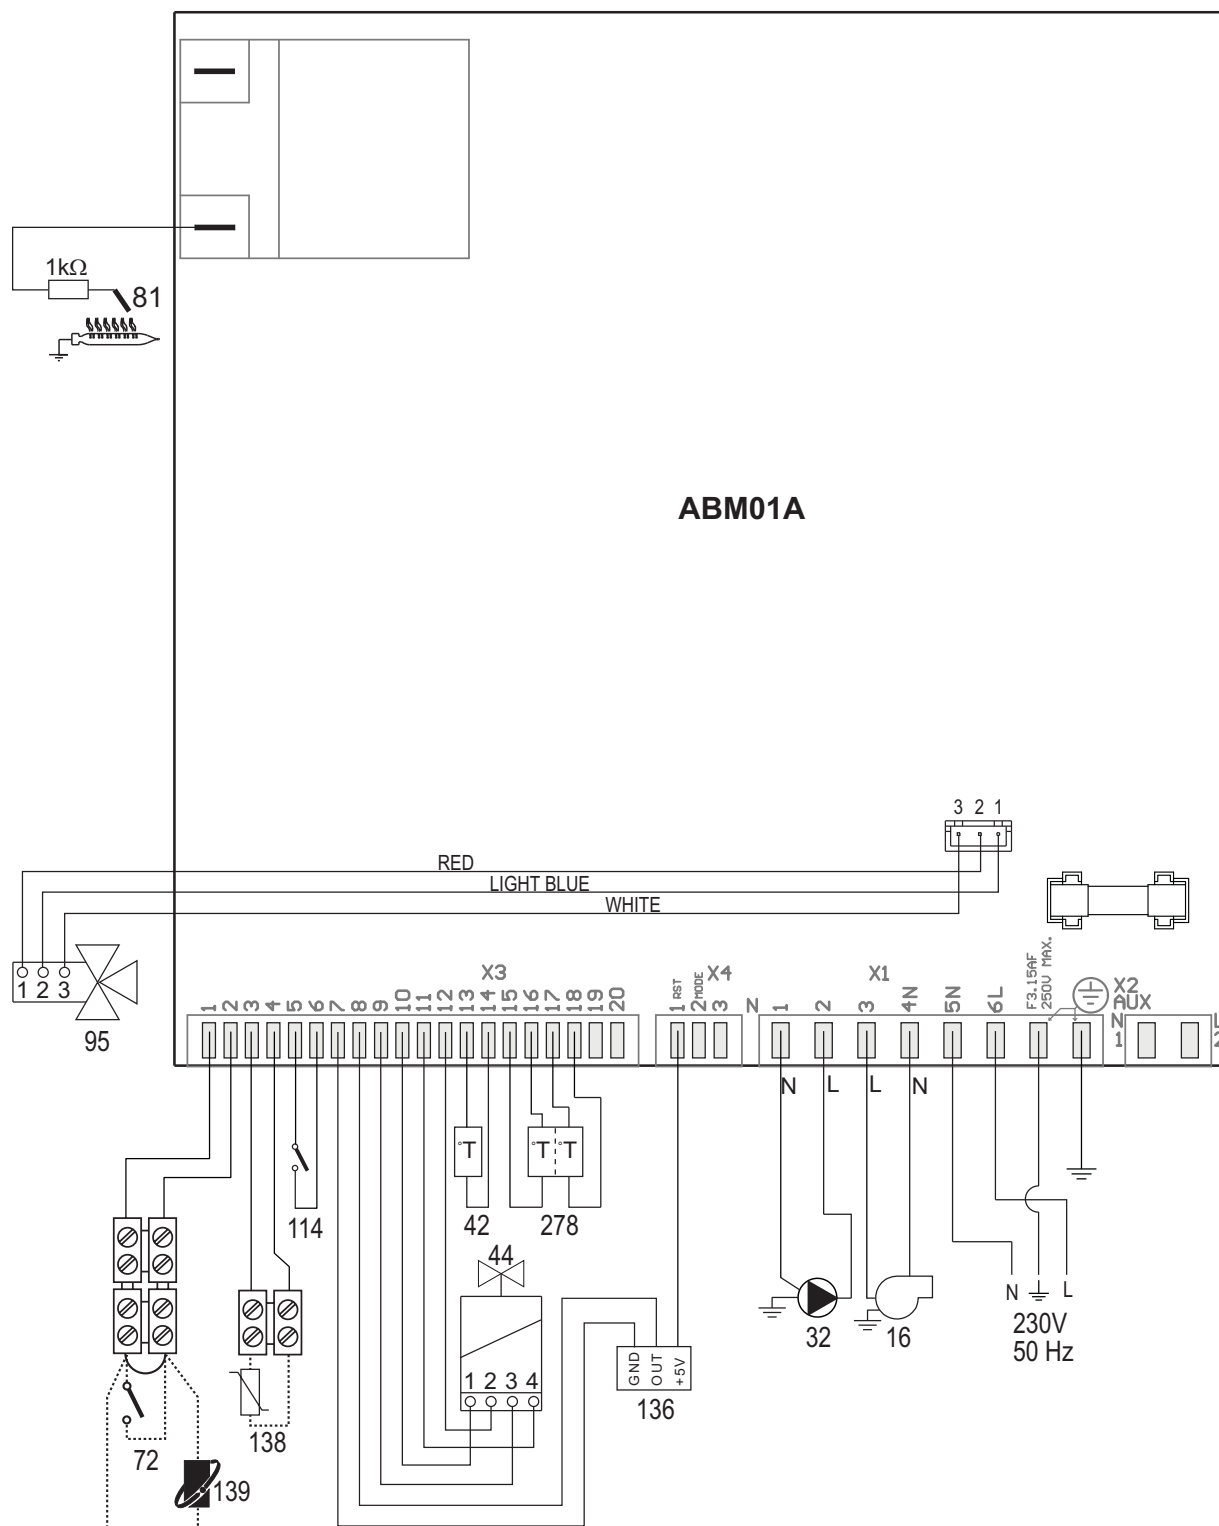 1kΩ
81
ABM01A
3 2 1
RED
LIGHT BLUE
WHITE
1 2 3
95
X3
X4
X1
X2
AUX
F3.15AF
250V MAX.
1 2 3 4 5 6 7 8 9 10 11 12 13 14 15 16 17 18 19 20
1 RST 2 MODE 3
N 1 2 3 4N 5N 6L
N 1 L 2
N L L N
°T °T °T
114
42
278
44
N L
32
16
230V
50 Hz
1 2 3 4
GND OUT +5V
136
138
72
139